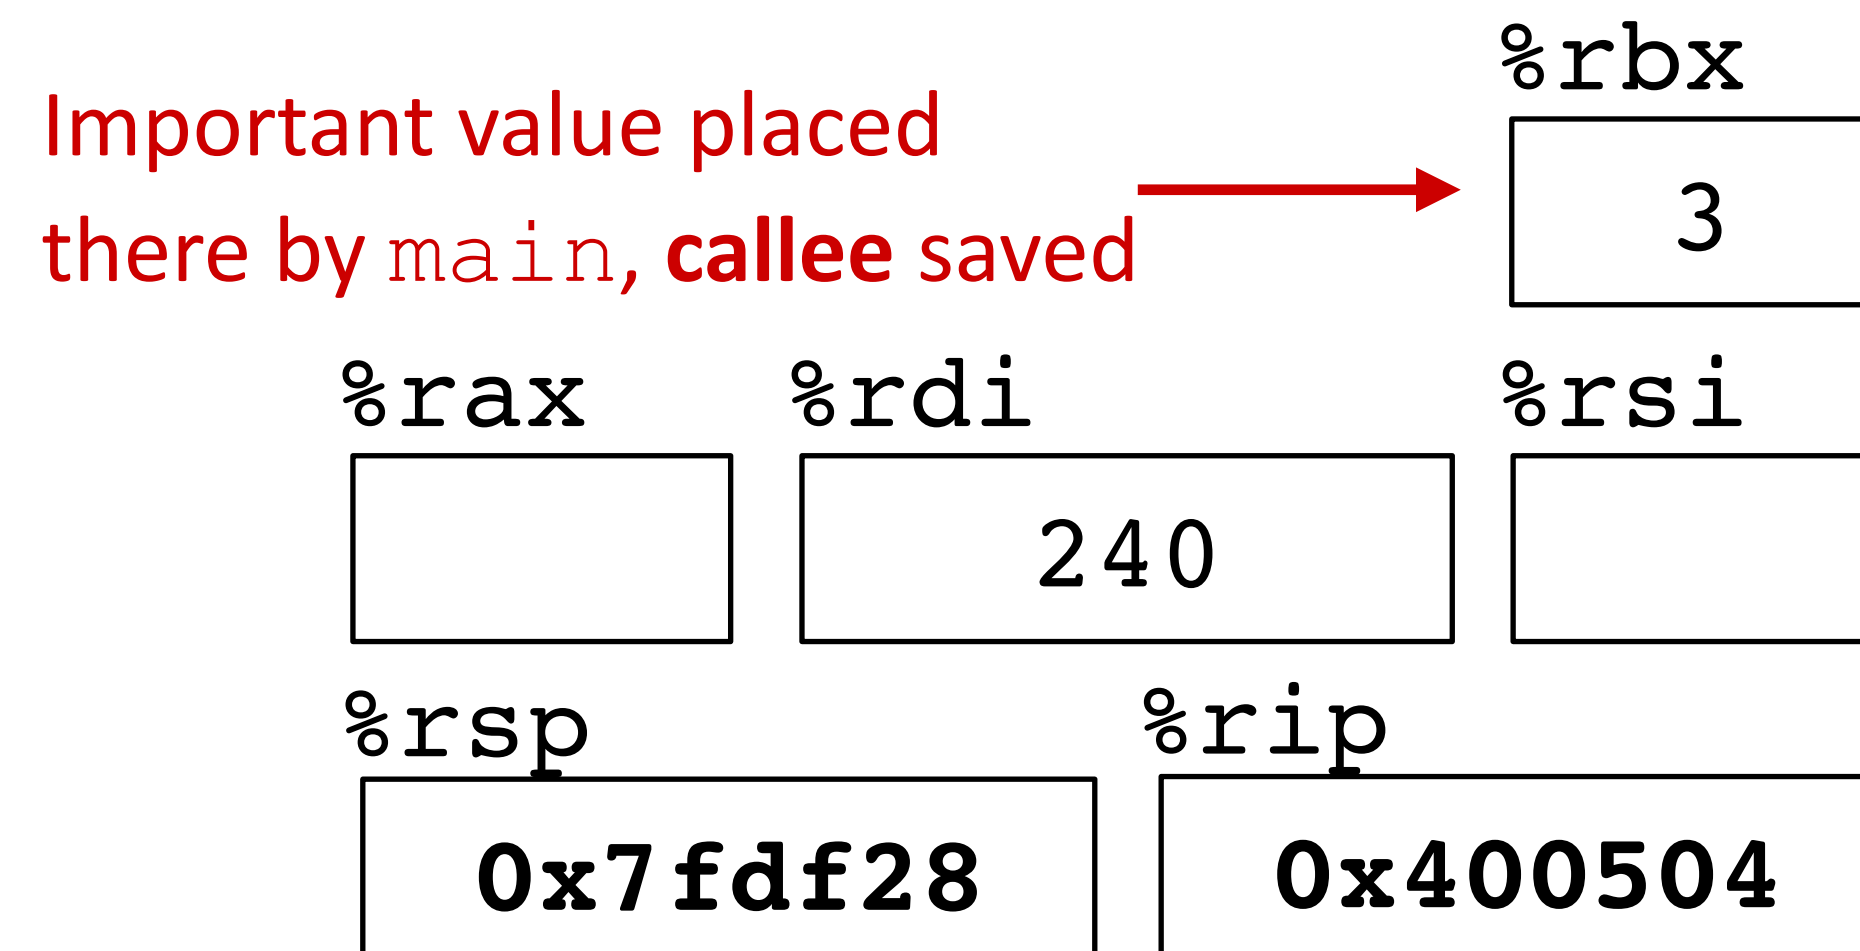 %rbx
Important value placed
there by main, callee saved
3
%rax %rdi %rsi
240
%rsp %rip
0x7fdf28 0x400504